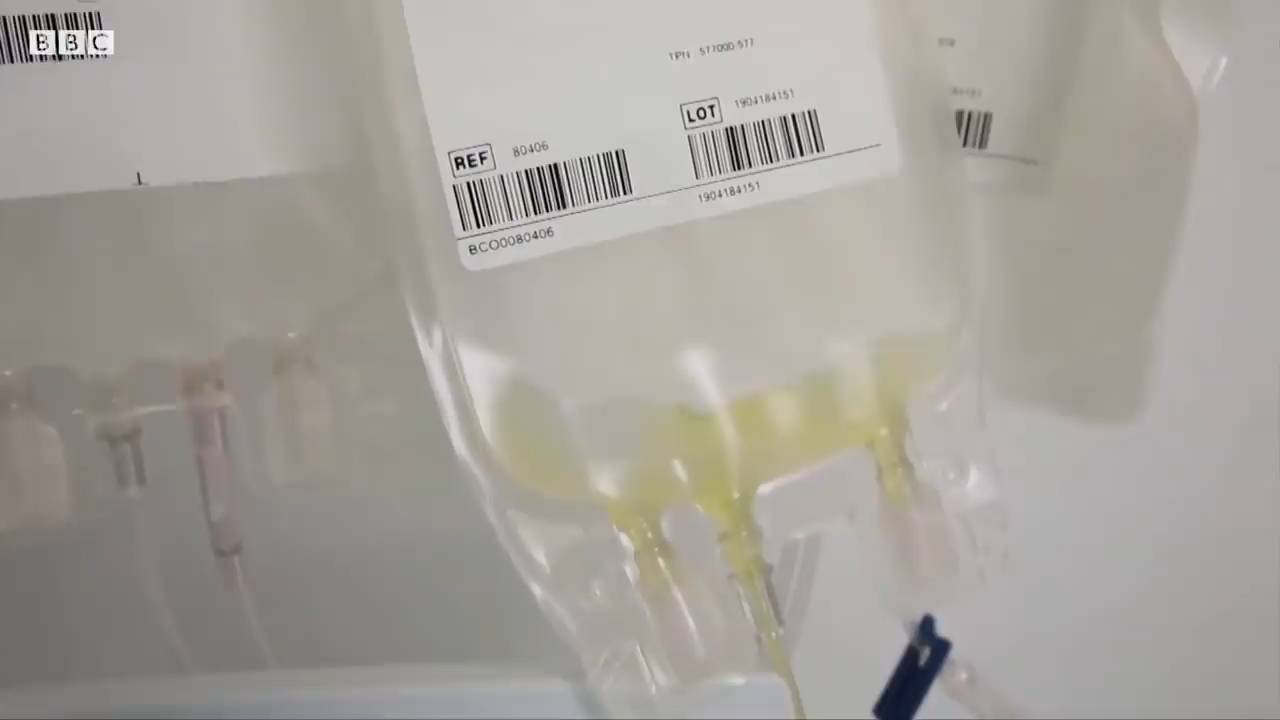 BBC
TPN 577000 577
LOT 1904184151
REF 80406
1904184151
BCO0080406